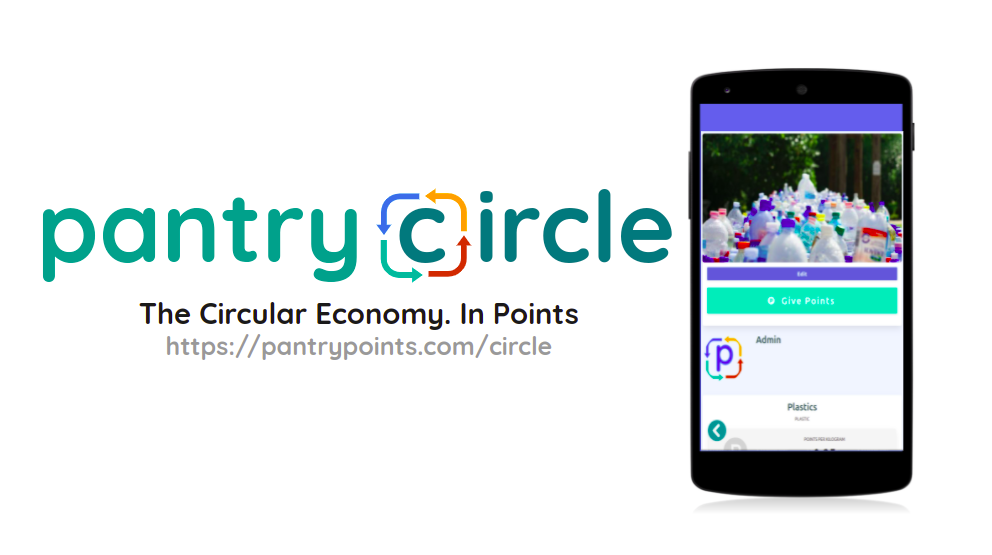 pantry circle
The Circular Economy. In Points
https://pantrypoints.com/circle
Edit
Give Points
p
Admin
Plastics
PLASTIC
POINTS PER KILOGRAM